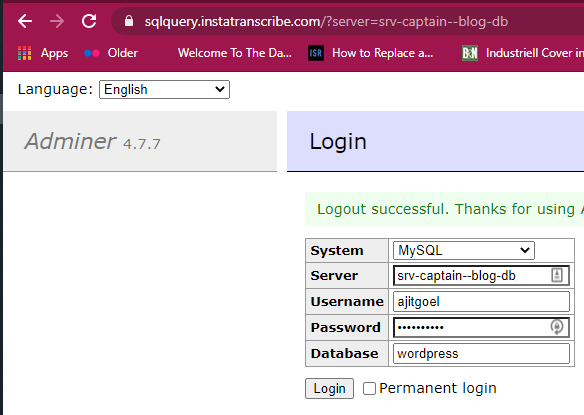 sqlquery.instatranscribe.com/?server=srv-captain--blog-db
Apps Older Welcome To The Da... ISR How to Replace a... R&N Industriell Cover in
Language: English
Adminer 4.7.7
Login
Logout successful. Thanks for using A
System MySQL
Server srv-captain--blog-db
Username ajitgoel
Password ••••••••••
Database wordpress
Login Permanent login